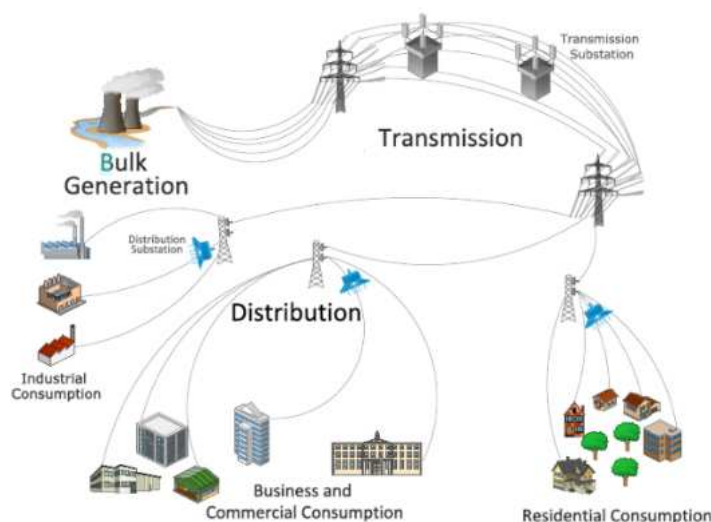 Transmission
Substation
Transmission
Bulk
Generation
Distribution
Substation
Distribution
Industrial
Consumption
Business and
Commercial Consumption
Residential Consumption